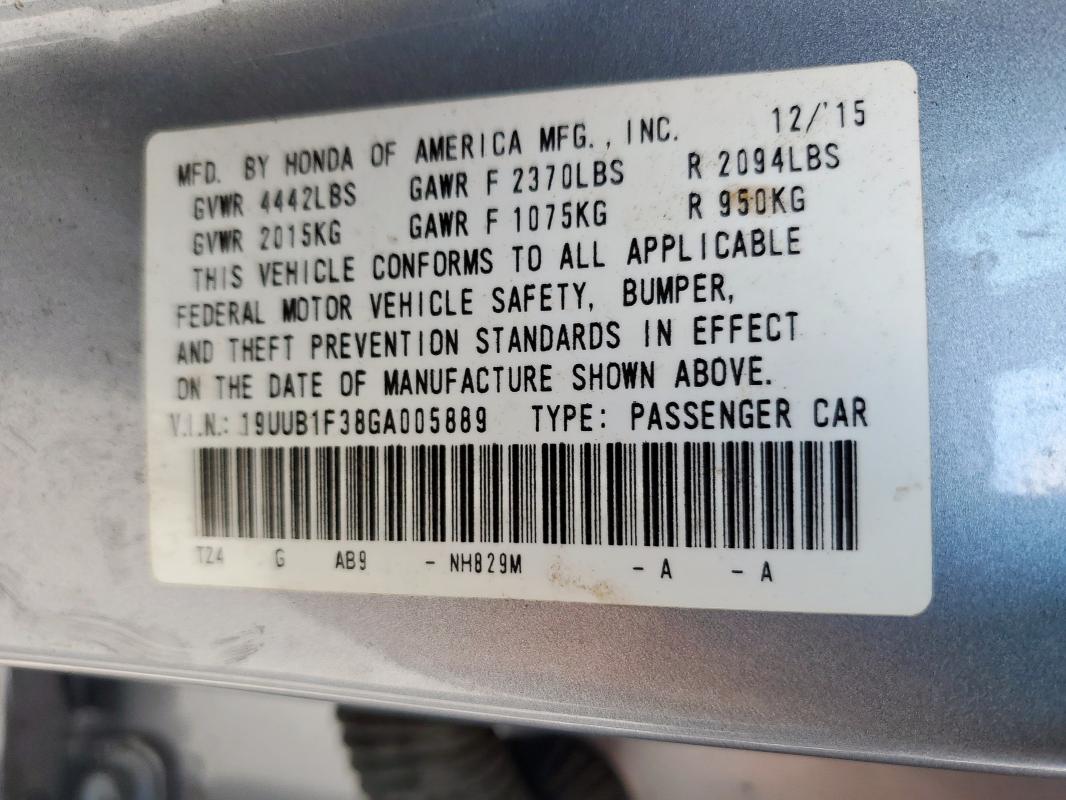 MFD. BY HONDA OF AMERICA MFG., INC. 12/'15
GVWR 4442LBS GAWR F 2370LBS R 2094LBS
GVWR 2015KG GAWR F 1075KG R 950KG
THIS VEHICLE CONFORMS TO ALL APPLICABLE
FEDERAL MOTOR VEHICLE SAFETY, BUMPER,
AND THEFT PREVENTION STANDARDS IN EFFECT
ON THE DATE OF MANUFACTURE SHOWN ABOVE.
V.I.N.: 19UUB1F38GA005889 TYPE: PASSENGER CAR
TZ4 G AB9 - NH829M - A - A